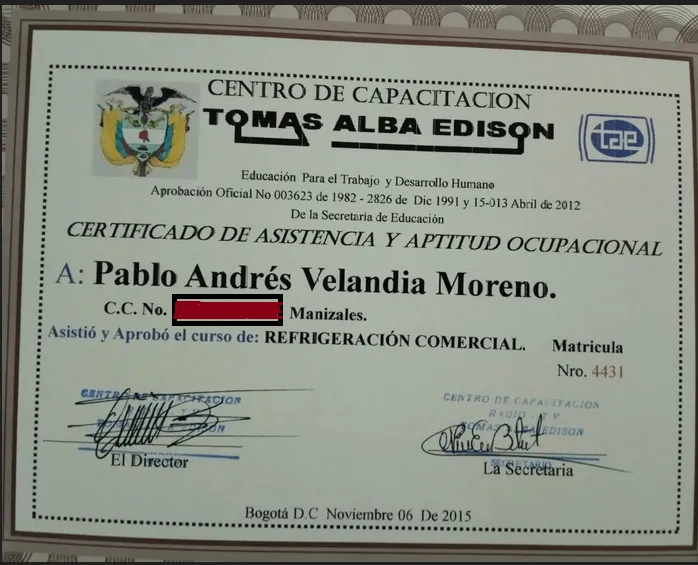 CENTRO DE CAPACITACION
TOMAS ALBA EDISON
tae
Educación Para el Trabajo y Desarrollo Humano
Aprobación Oficial No 003623 de 1982 - 2826 de Dic 1991 y 15-013 Abril de 2012
De la Secretaria de Educación
CERTIFICADO DE ASISTENCIA Y APTITUD OCUPACIONAL
A: Pablo Andrés Velandia Moreno.
C.C. No. Manizales.
Asistió y Aprobó el curso de: REFRIGERACIÓN COMERCIAL. Matricula
Nro. 4431
CENTRO DE CAPACITACION
El Director
CENTRO DE CAPACITACION
RADIO - T V
TOMAS ALBA EDISON
SECRETARIO
La Secretaria
Bogotá D.C Noviembre 06 De 2015